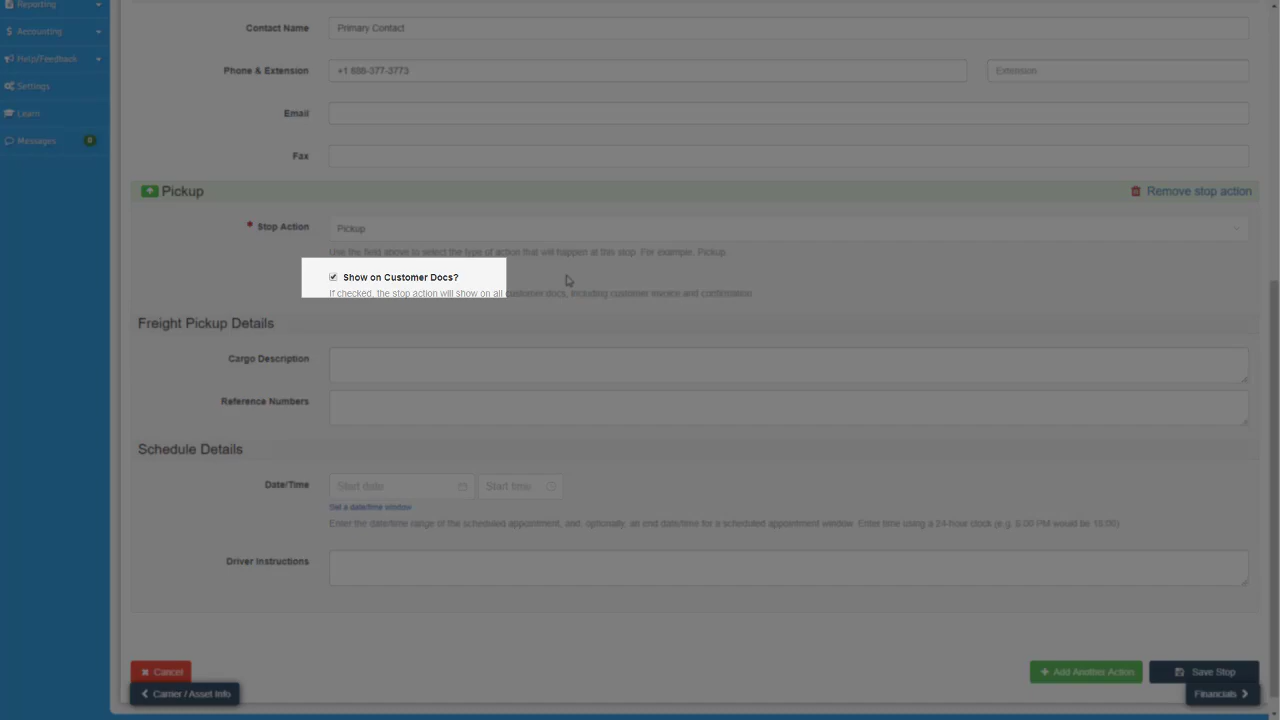 Reporting
Accounting
Help/Feedback
Settings
Learn
Messages 8
Contact Name Primary Contact
Phone & Extension +1 888-377-3773 Extension
Email
Fax
Pickup Remove stop action
* Stop Action Pickup
Use the field above to select the type of action that will happen at this stop. For example, Pickup.
Show on Customer Docs?
If checked, the stop action will show on all customer docs, including customer invoice and confirmation
Freight Pickup Details
Cargo Description
Reference Numbers
Schedule Details
Date/Time Start date Start time
Set a date/time window
Enter the date/time range of the scheduled appointment, and, optionally, an end date/time for a scheduled appointment window. Enter time using a 24-hour clock (e.g. 6:00 PM would be 18:00)
Driver Instructions
Cancel + Add Another Action Save Stop
Carrier / Asset Info Financials